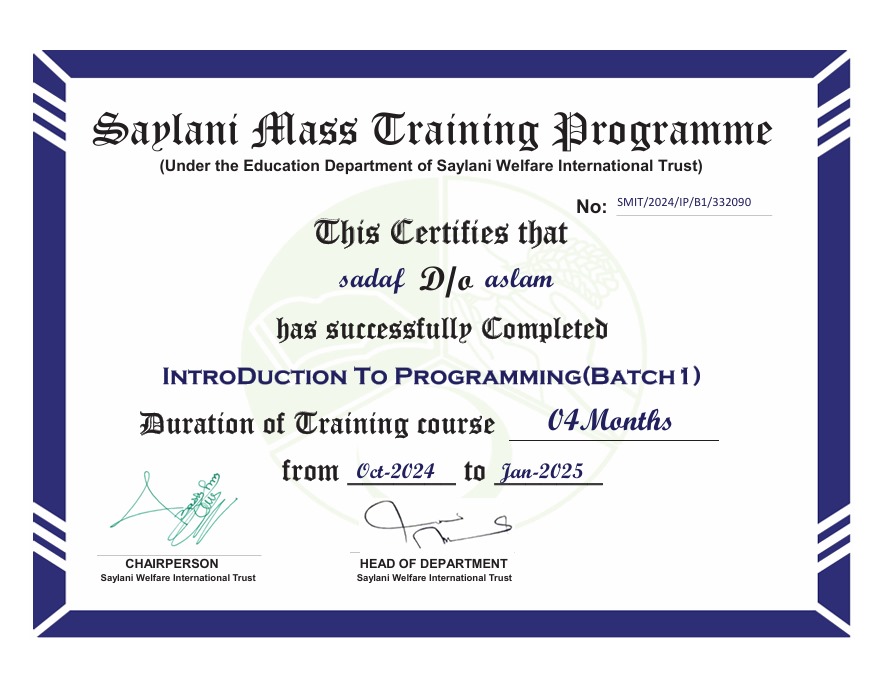 Saylani Mass Training Programme
(Under the Education Department of Saylani Welfare International Trust)
No: SMIT/2024/IP/B1/332090
This Certifies that
sadaf D/o aslam
has successfully Completed
IntroDuction To Programming(Batch1)
Duration of Training course 04Months
from Oct-2024 to Jan-2025
CHAIRPERSON
Saylani Welfare International Trust
HEAD OF DEPARTMENT
Saylani Welfare International Trust